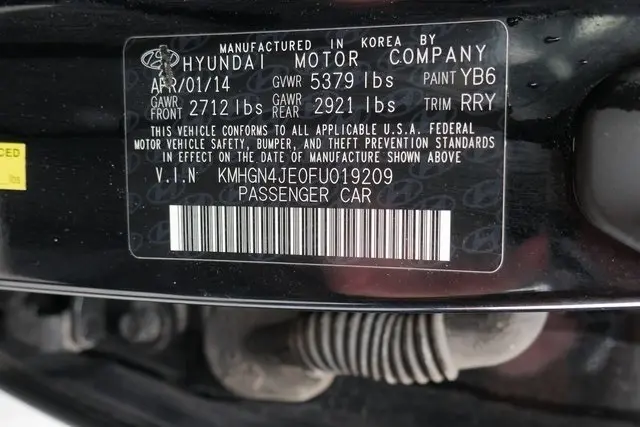 MANUFACTURED IN KOREA BY
HYUNDAI MOTOR COMPANY
APR/01/14 GVWR 5379 lbs PAINT YB6
GAWR FRONT 2712 lbs GAWR REAR 2921 lbs TRIM RRY
THIS VEHICLE CONFORMS TO ALL APPLICABLE U.S.A. FEDERAL
MOTOR VEHICLE SAFETY, BUMPER, AND THEFT PREVENTION STANDARDS
IN EFFECT ON THE DATE OF MANUFACTURE SHOWN ABOVE
V.I.N KMHGN4JE0FU019209
PASSENGER CAR
CED
lbs